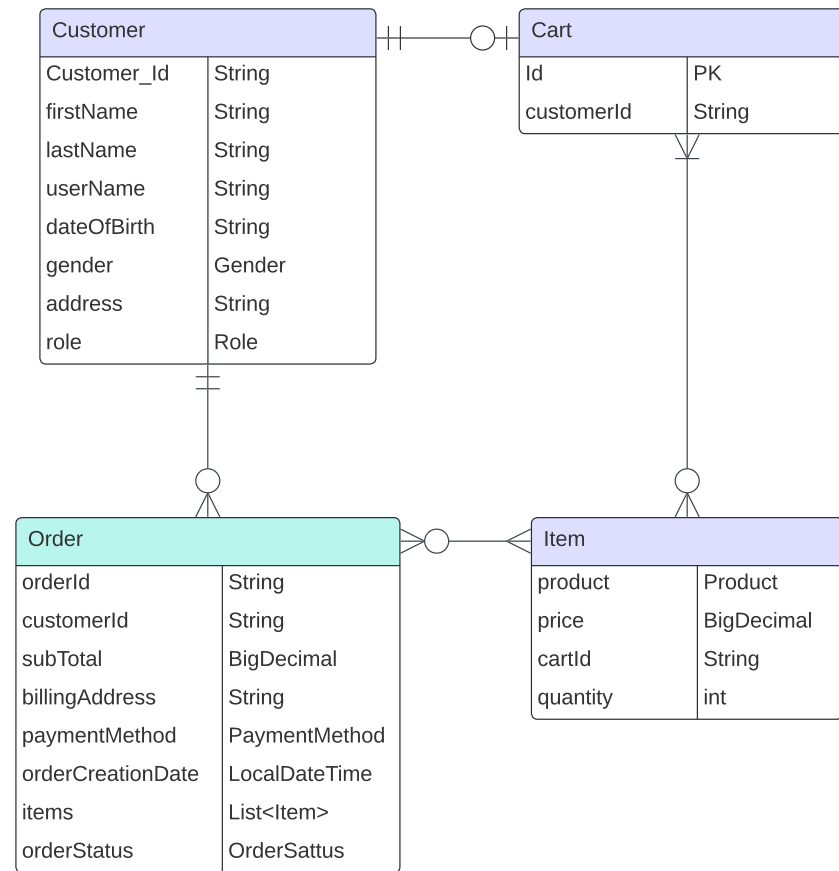 Customer
Customer_Id String
firstName String
lastName String
userName String
dateOfBirth String
gender Gender
address String
role Role
Cart
Id PK
customerId String
Order
orderId String
customerId String
subTotal BigDecimal
billingAddress String
paymentMethod PaymentMethod
orderCreationDate LocalDateTime
items List<Item>
orderStatus OrderSattus
Item
product Product
price BigDecimal
cartId String
quantity int